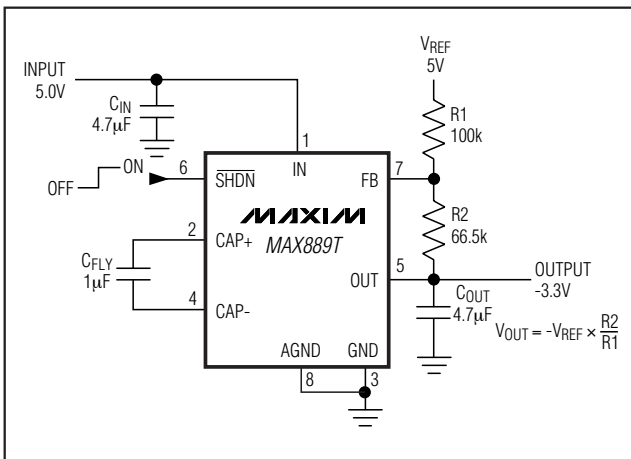 VREF
5V
INPUT
5.0V
CIN
4.7µF
R1
100k
1
IN
6
ON
OFF
SHDN
FB
7
MAXIM
MAX889T
R2
66.5k
2
CAP+
CFLY
1µF
4
CAP-
OUT
5
OUTPUT
-3.3V
COUT
4.7µF
VOUT = -VREF × R2/R1
AGND
GND
8
3